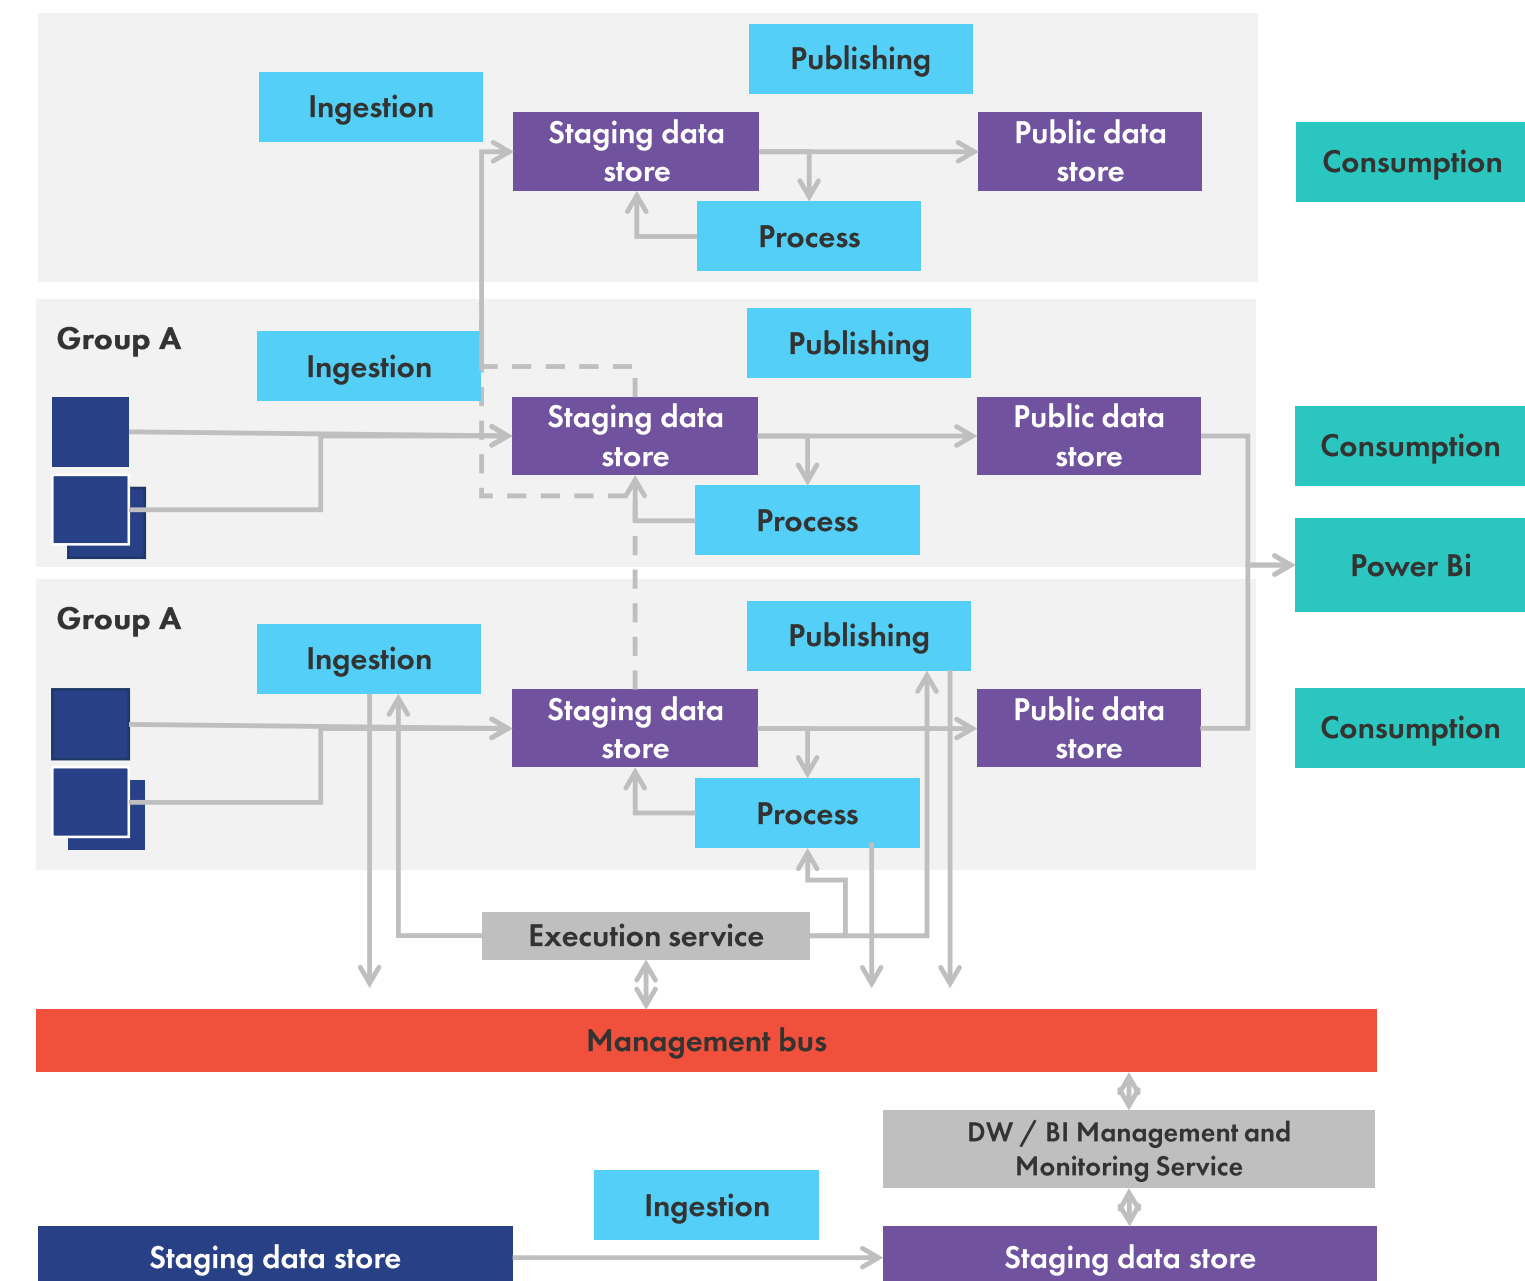 Publishing
Ingestion
Staging data
store
Public data
store
Consumption
Process
Group A
Ingestion
Publishing
Staging data
store
Public data
store
Consumption
Process
Power Bi
Group A
Ingestion
Publishing
Staging data
store
Public data
store
Consumption
Process
Execution service
Management bus
DW / BI Management and
Monitoring Service
Ingestion
Staging data store
Staging data store